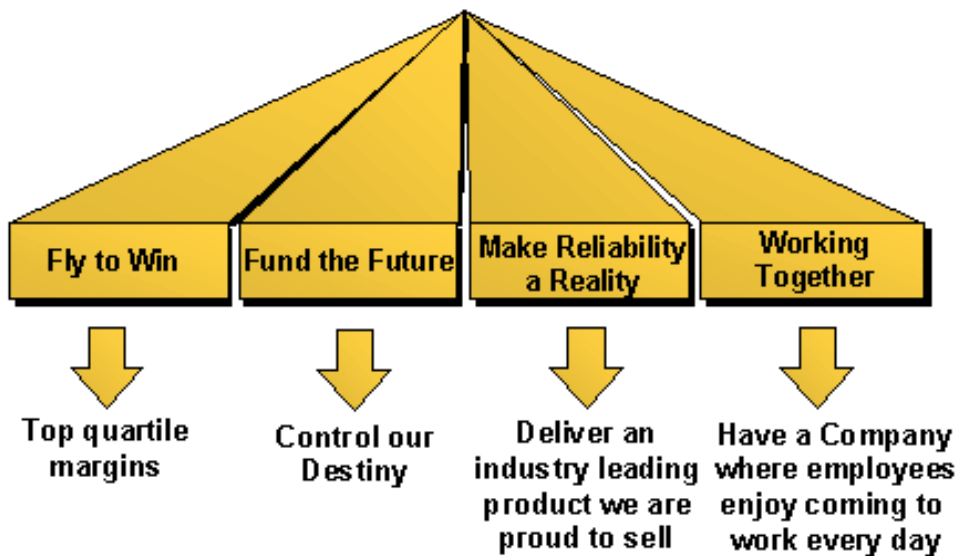 Fly to Win
Fund the Future
Make Reliability
a Reality
Working
Together
Top quartile
margins
Control our
Destiny
Deliver an
industry leading
product we are
proud to sell
Have a Company
where employees
enjoy coming to
work every day